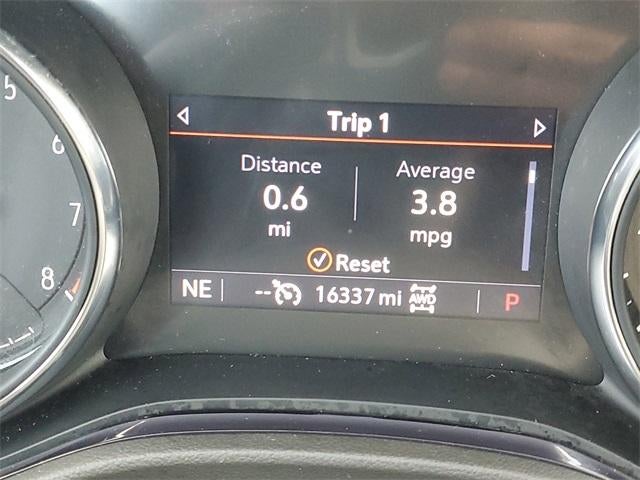 5
6
7
8
Trip 1
Distance Average
0.6 3.8
mi mpg
Reset
NE -- 16337 mi AWD P